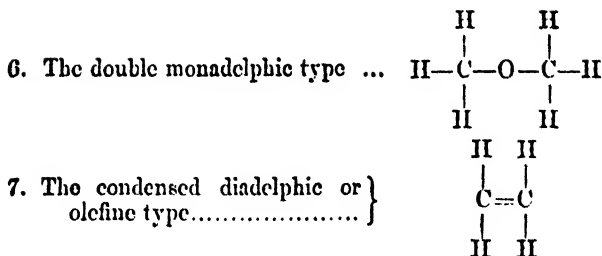 H H
6. The double monadelphic type ... H–C–O–C–H
H H
H H
7. The condensed diadelphic or }
olefine type..................... C=C
H H